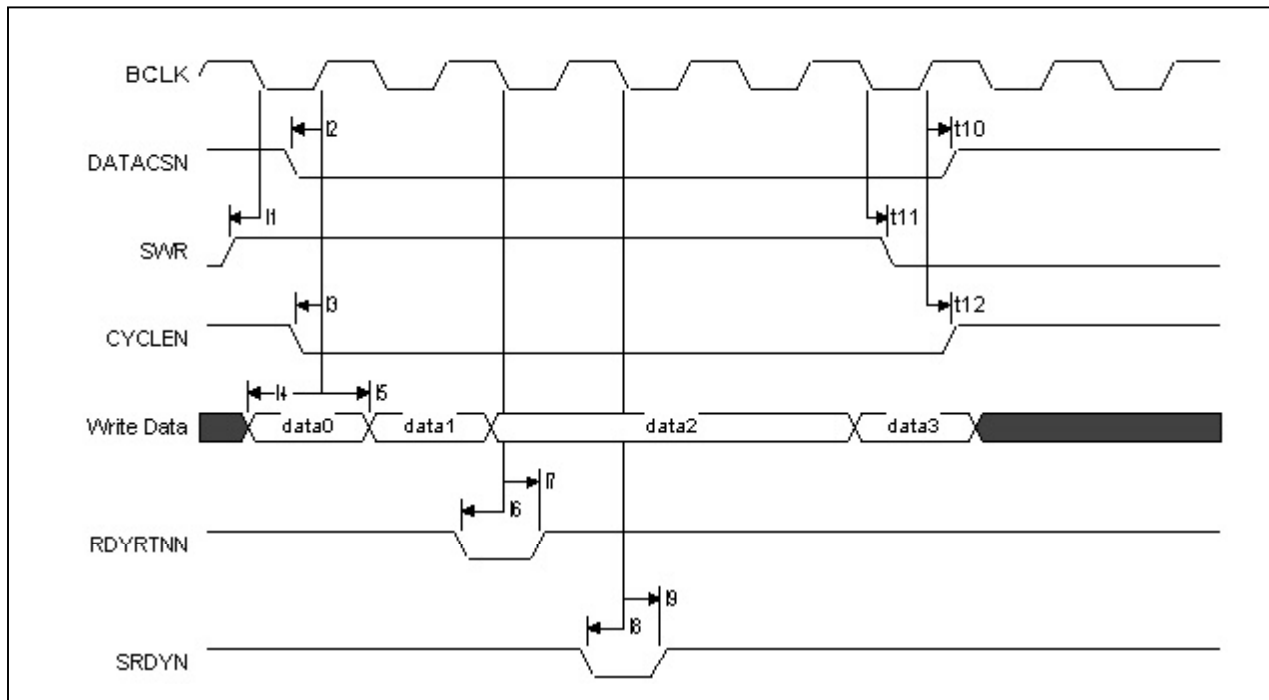 BCLK
t2
t10
DATACSN
t1
t11
SWR
t3
t12
CYCLEN
t4
t5
Write Data
data0
data1
data2
data3
t7
t6
RDYRTNN
t9
t8
SRDYN